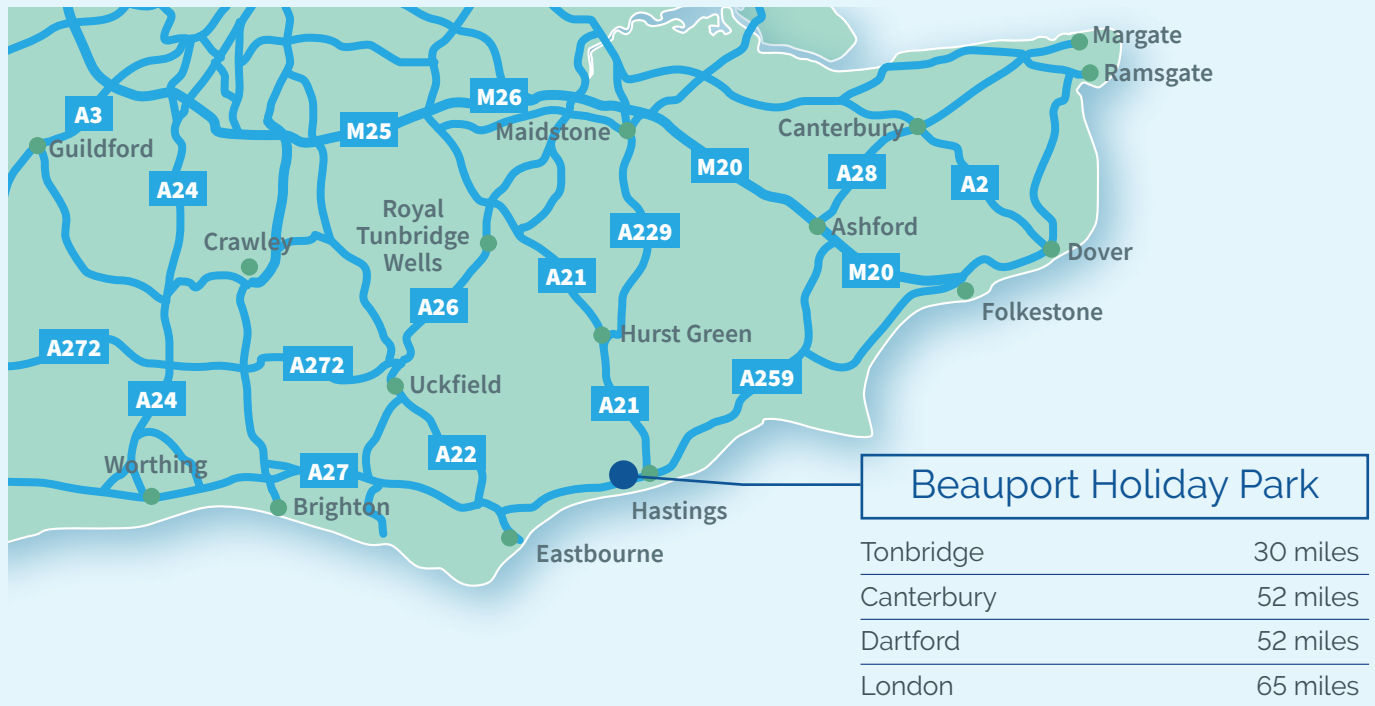 Margate
Ramsgate
M26
A3
M25
Maidstone
Canterbury
Guildford
M20
A28
A24
A2
Royal
Tunbridge
Wells
A229
Ashford
Crawley
Dover
A21
M20
A26
Folkestone
Hurst Green
A272
A272
A259
Uckfield
A24
A21
A22
Worthing
A27
Beauport Holiday Park
Brighton
Hastings
Eastbourne
Tonbridge 30 miles
Canterbury 52 miles
Dartford 52 miles
London 65 miles